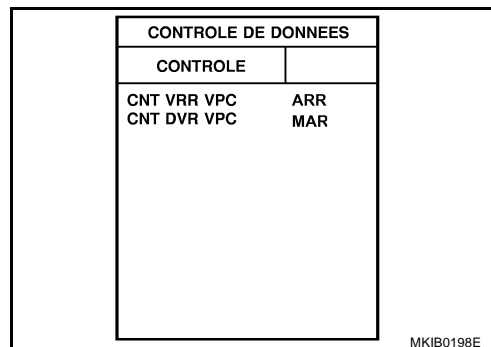 CONTROLE DE DONNEES
CONTROLE
CNT VRR VPC ARR
CNT DVR VPC MAR
MKIB0198E